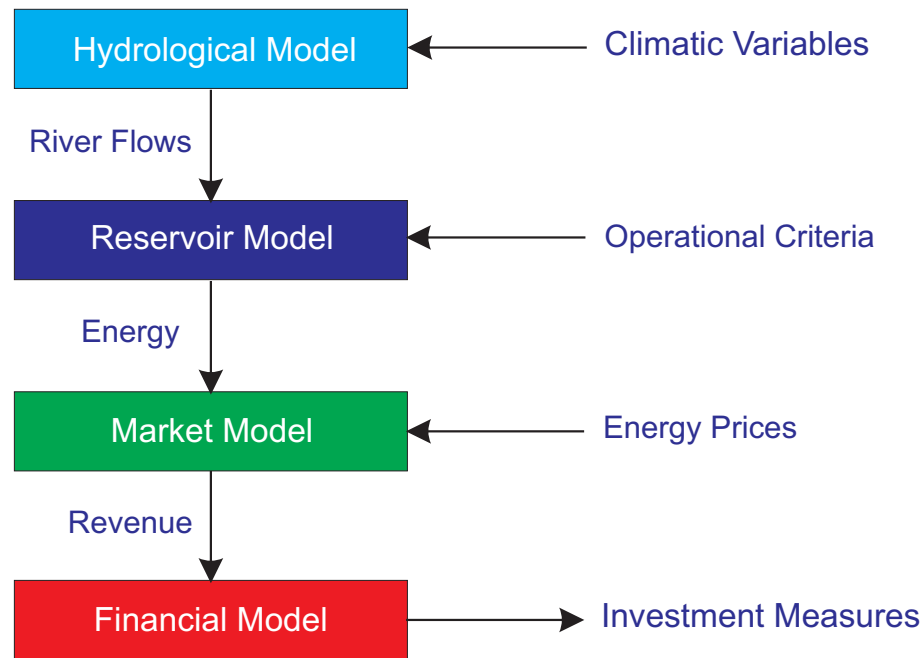 Hydrological Model
Climatic Variables
River Flows
Reservoir Model
Operational Criteria
Energy
Market Model
Energy Prices
Revenue
Financial Model
Investment Measures